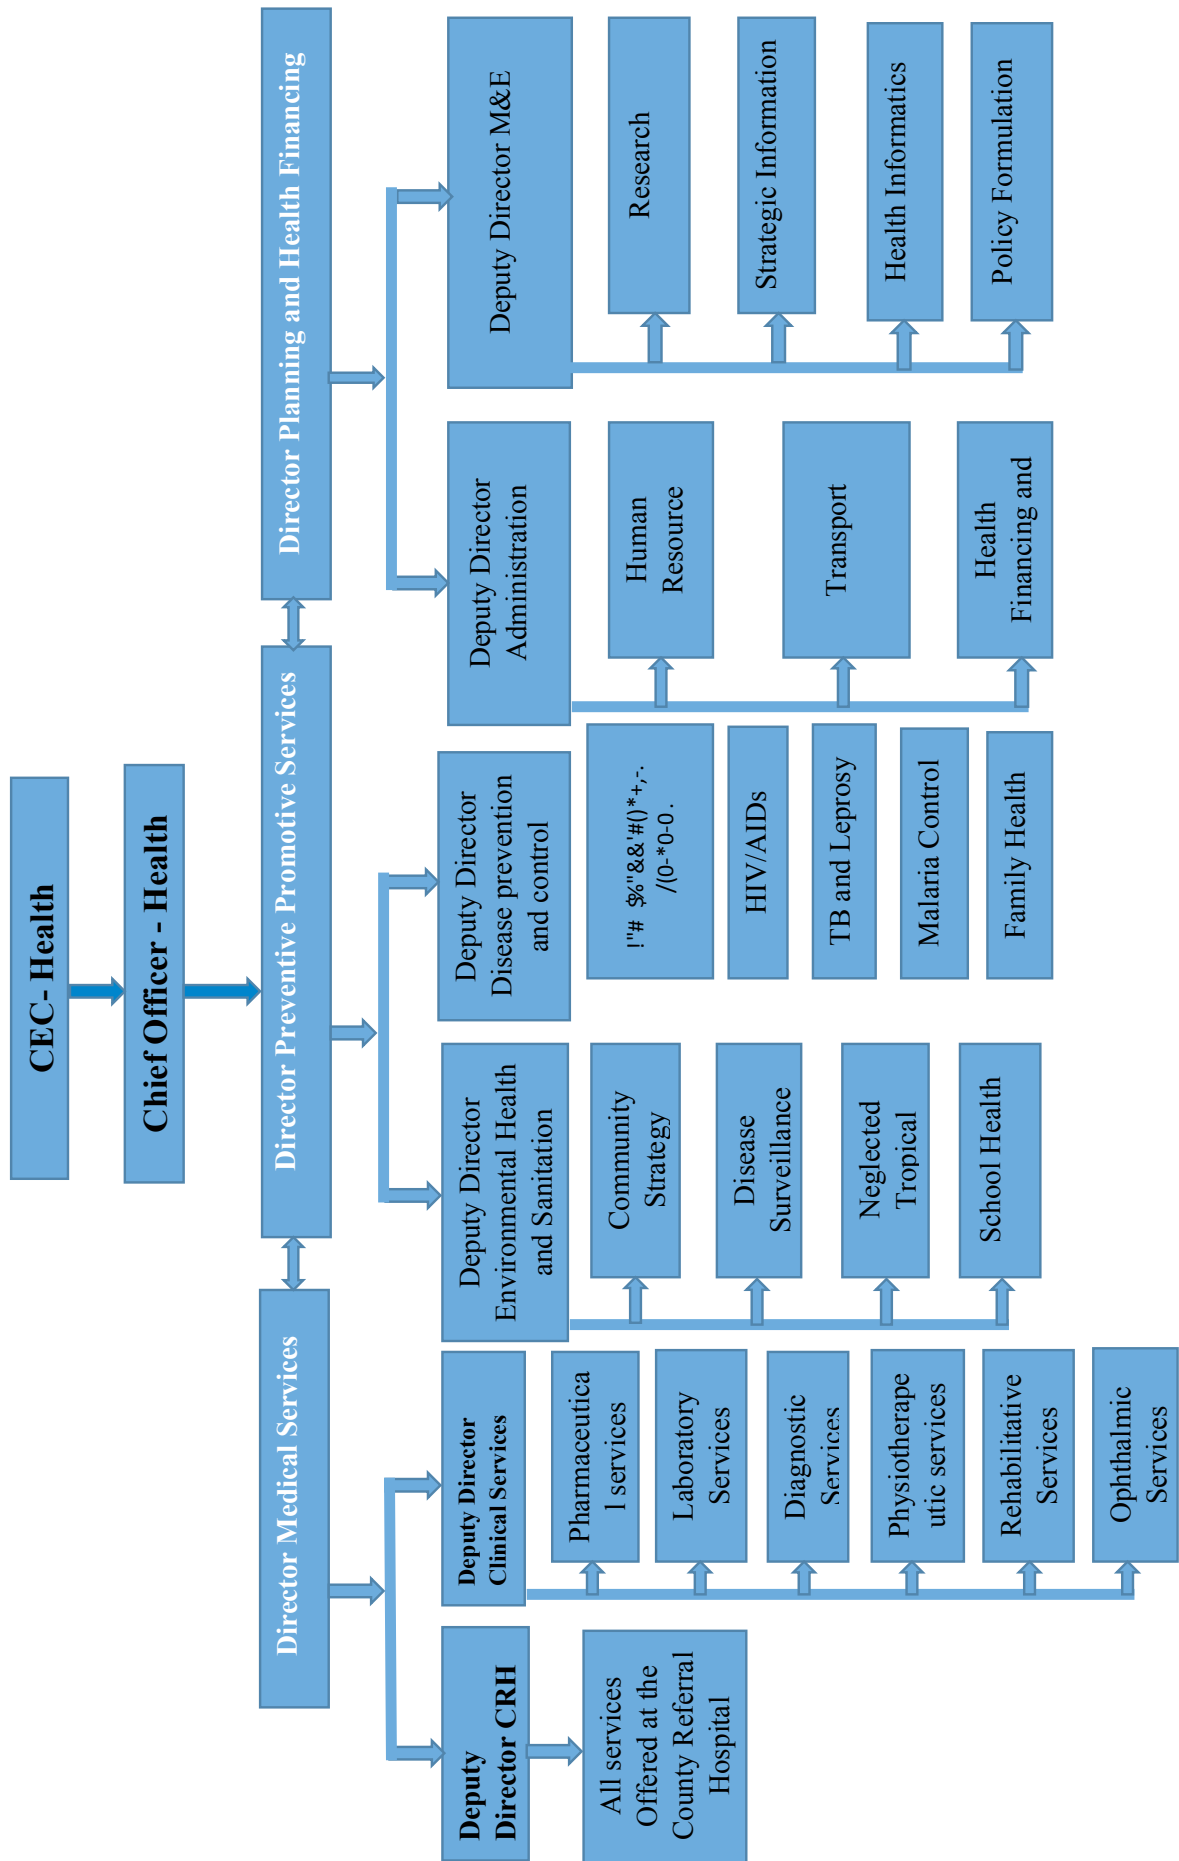 CEC- Health
Chief Officer - Health
Director Medical Services
Director Preventive Promotive Services
Director Planning and Health Financing
Deputy
Director CRH
Deputy Director
Clinical Services
Deputy Director
Environmental Health
and Sanitation
Deputy Director
Disease prevention
and control
Deputy Director
Administration
Deputy Director M&E
All services
Offered at the
County Referral
Hospital
Pharmaceutica
l services
Laboratory
Services
Diagnostic
Services
Physiotherape
utic services
Rehabilitative
Services
Ophthalmic
Services
Community
Strategy
Disease
Surveillance
Neglected
Tropical
School Health
!"# $%"&&'#()*+,-.
/(0-*0-0.
HIV/AIDs
TB and Leprosy
Malaria Control
Family Health
Human
Resource
Transport
Health
Financing and
Research
Strategic Information
Health Informatics
Policy Formulation